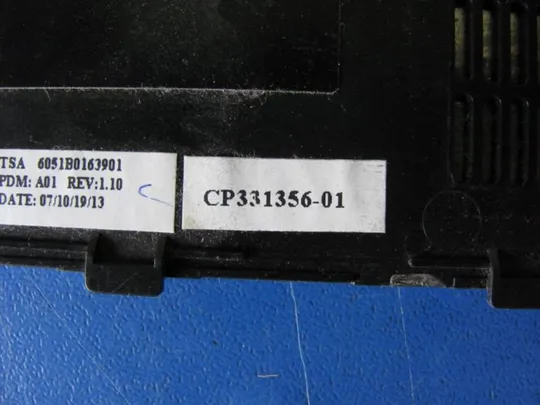 TSA 6051B0163901
PDM: A01 REV:1.10
DATE: 07/10/19/13
CP331356-01